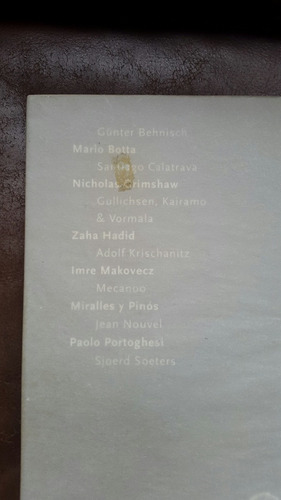 Günter Behnisch
Mario Botta
Santiago Calatrava
Nicholas Grimshaw
Gullichsen, Kairamo
& Vormala
Zaha Hadid
Adolf Krischanitz
Imre Makovecz
Mecanoo
Miralles y Pinós
Jean Nouvel
Paolo Portoghesi
Sjoerd Soeters